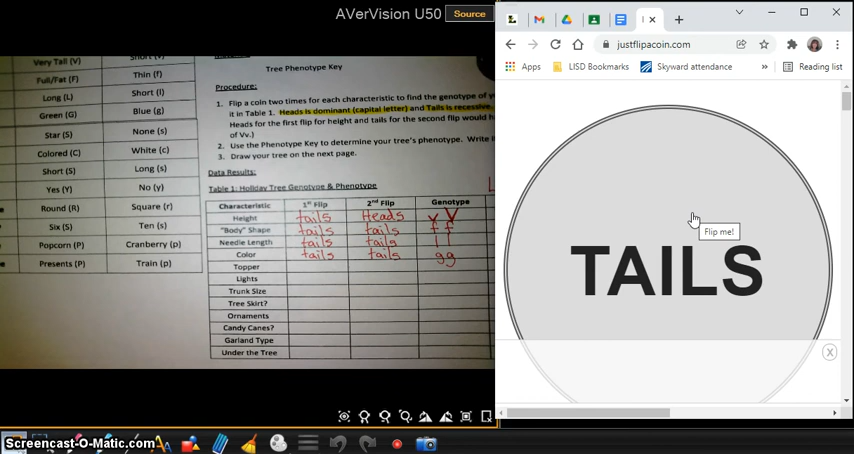 AVerVision U50
Source
justflipacoin.com
Apps
LISD Bookmarks
Skyward attendance
»
Reading list
Very Tall (V)
Short (v)
Full/Fat (F)
Thin (f)
Long (L)
Short (l)
Green (G)
Blue (g)
Star (S)
None (s)
Colored (C)
White (c)
Short (S)
Long (s)
Yes (Y)
No (y)
Round (R)
Square (r)
Six (S)
Ten (s)
Popcorn (P)
Cranberry (p)
Presents (P)
Train (p)
Tree Phenotype Key
Procedure:
1. Flip a coin two times for each characteristic to find the genotype of
it in Table 1. Heads is dominant (capital letter) and Tails is recessive.
Heads for the first flip for height and tails for the second flip would
of Vv.)
2. Use the Phenotype Key to determine your tree's phenotype. Write
3. Draw your tree on the next page.
Data Results:
Table 1: Holiday Tree Genotype & Phenotype
Characteristic 1st Flip 2nd Flip Genotype
Height tails Heads v V
"Body" Shape tails tails f f
Needle Length tails tails l l
Color tails tails gg
Topper
Lights
Trunk Size
Tree Skirt?
Ornaments
Candy Canes?
Garland Type
Under the Tree
TAILS
Flip me!
X
Screencast-O-Matic.com